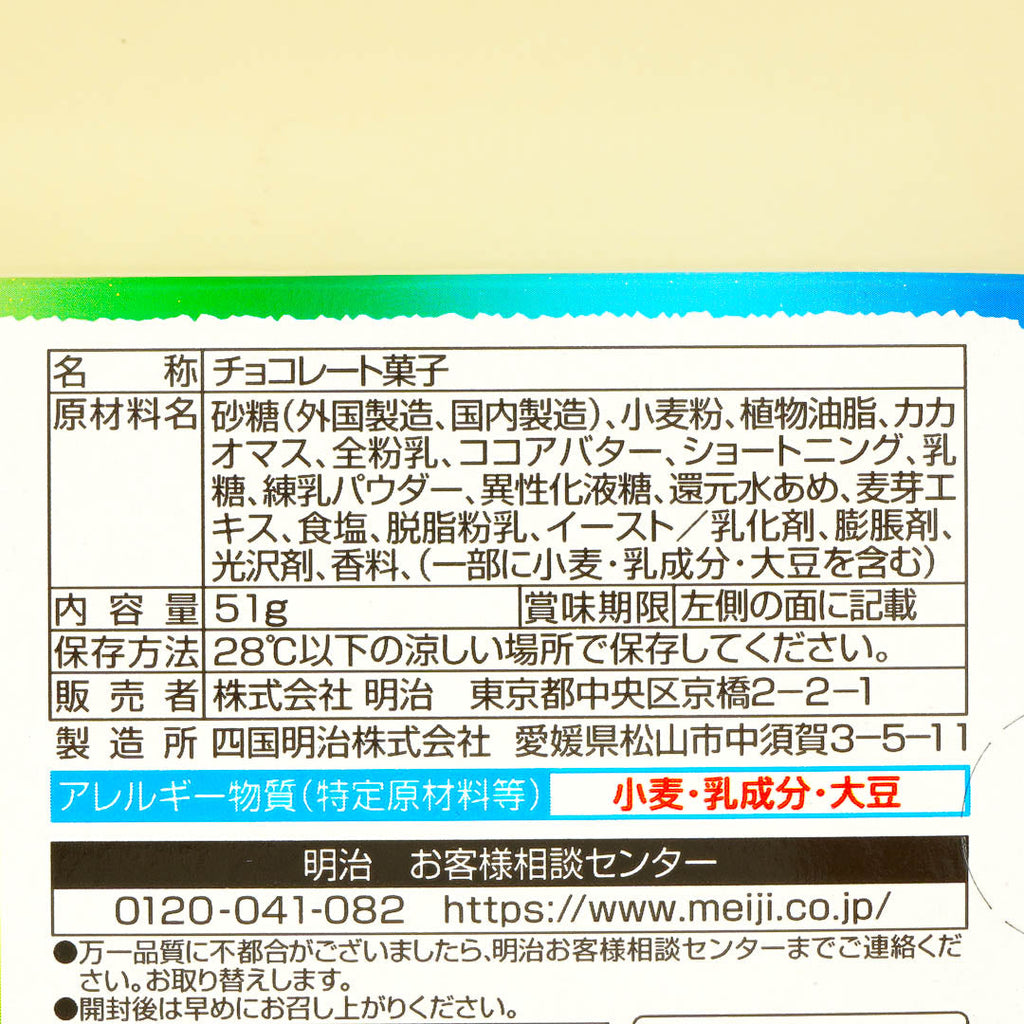 名称 チョコレート菓子
原材料名 砂糖(外国製造、国内製造)、小麦粉、植物油脂、カカ
オマス、全粉乳、ココアバター、ショートニング、乳
糖、練乳パウダー、異性化液糖、還元水あめ、麦芽エ
キス、食塩、脱脂粉乳、イースト/乳化剤、膨脹剤、
光沢剤、香料、(一部に小麦・乳成分・大豆を含む)
内容量 51g 賞味期限 左側の面に記載
保存方法 28℃以下の涼しい場所で保存してください。
販売者 株式会社 明治 東京都中央区京橋2-2-1
製造所 四国明治株式会社 愛媛県松山市中須賀3-5-11
アレルギー物質(特定原材料等) 小麦・乳成分・大豆
明治 お客様相談センター
0120-041-082 https://www.meiji.co.jp/
●万一品質に不都合がございましたら、明治お客様相談センターまでご連絡くだ
さい。お取り替えします。
●開封後は早めにお召し上がりください。